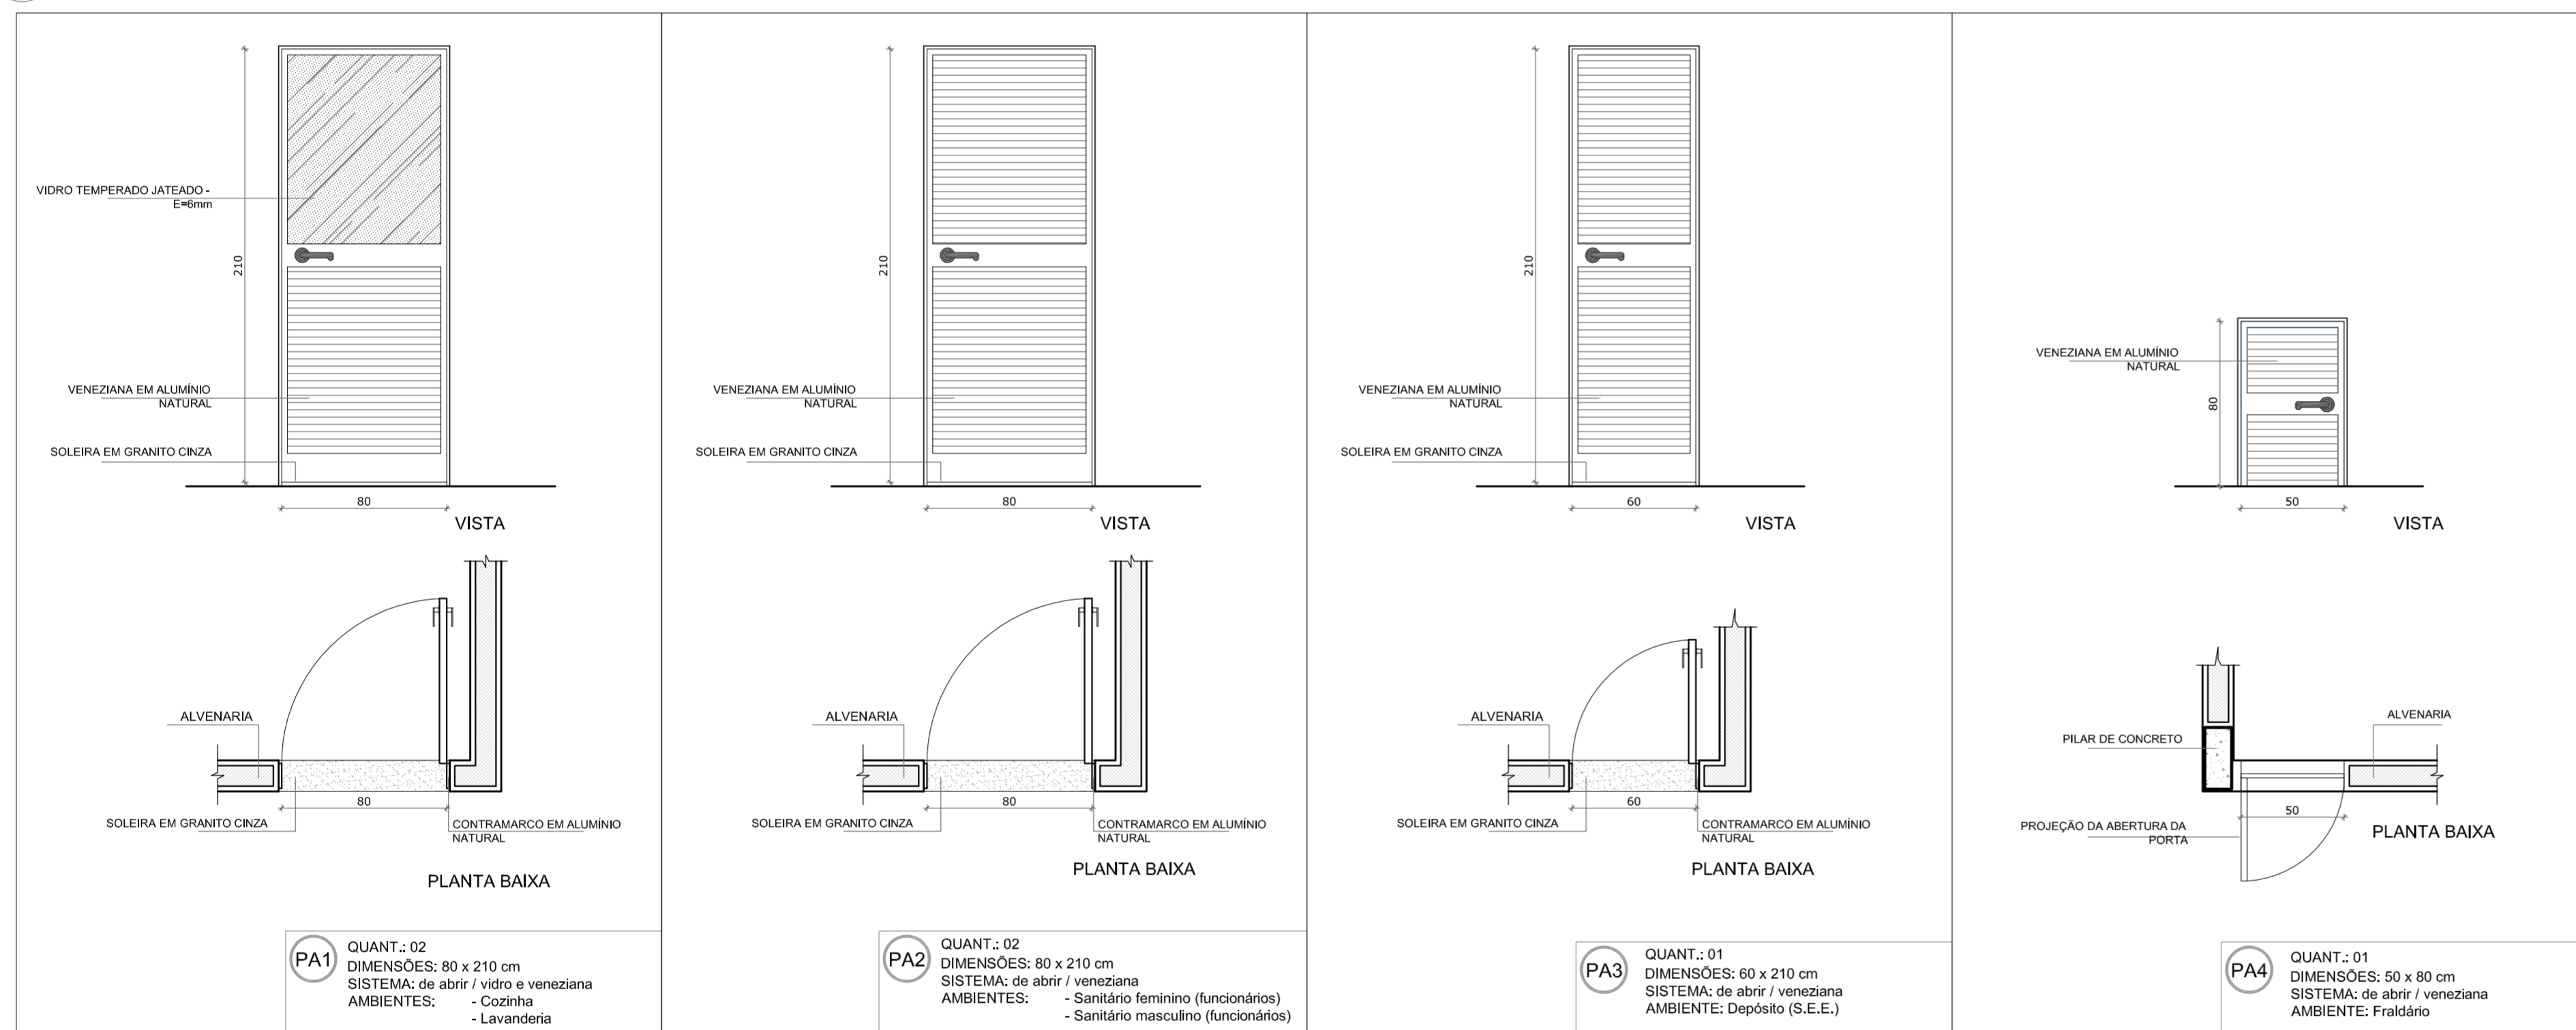 VIDRO TEMPERADO JATEADO -
E=6mm
210
VENEZIANA EM ALUMÍNIO
NATURAL
SOLEIRA EM GRANITO CINZA
80
VISTA
ALVENARIA
80
SOLEIRA EM GRANITO CINZA
CONTRAMARCO EM ALUMÍNIO
NATURAL
PLANTA BAIXA
PA1
QUANT.: 02
DIMENSÕES: 80 x 210 cm
SISTEMA: de abrir / vidro e veneziana
AMBIENTES: - Cozinha
- Lavanderia
210
VENEZIANA EM ALUMÍNIO
NATURAL
SOLEIRA EM GRANITO CINZA
80
VISTA
ALVENARIA
80
SOLEIRA EM GRANITO CINZA
CONTRAMARCO EM ALUMÍNIO
NATURAL
PLANTA BAIXA
PA2
QUANT.: 02
DIMENSÕES: 80 x 210 cm
SISTEMA: de abrir / veneziana
AMBIENTES: - Sanitário feminino (funcionários)
- Sanitário masculino (funcionários)
210
VENEZIANA EM ALUMÍNIO
NATURAL
SOLEIRA EM GRANITO CINZA
60
VISTA
ALVENARIA
60
SOLEIRA EM GRANITO CINZA
CONTRAMARCO EM ALUMÍNIO
NATURAL
PLANTA BAIXA
PA3
QUANT.: 01
DIMENSÕES: 60 x 210 cm
SISTEMA: de abrir / veneziana
AMBIENTE: Depósito (S.E.E.)
VENEZIANA EM ALUMÍNIO
NATURAL
80
50
VISTA
ALVENARIA
PILAR DE CONCRETO
50
PROJEÇÃO DA ABERTURA DA
PORTA
PLANTA BAIXA
PA4
QUANT.: 01
DIMENSÕES: 50 x 80 cm
SISTEMA: de abrir / veneziana
AMBIENTE: Fraldário